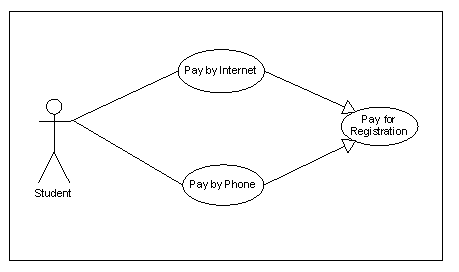 Pay by Internet
Pay for
Registration
Pay by Phone
Student